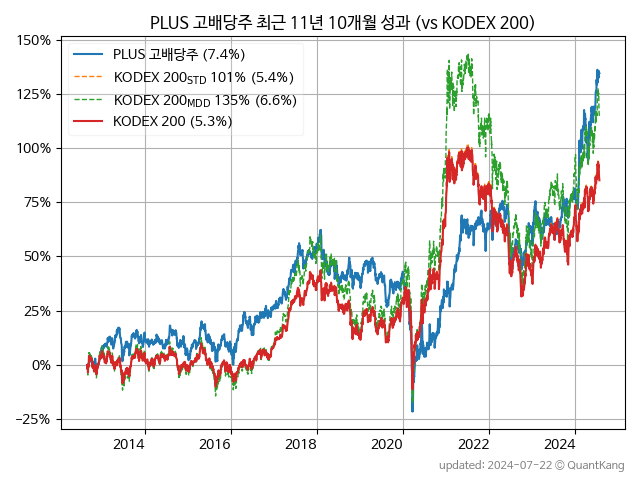 PLUS 고배당주 최근 11년 10개월 성과 (vs KODEX 200)
150%
125%
100%
75%
50%
25%
0%
−25%
PLUS 고배당주 (7.4%)
KODEX 200STD 101% (5.4%)
KODEX 200MDD 135% (6.6%)
KODEX 200 (5.3%)
2014
2016
2018
2020
2022
2024
updated: 2024-07-22 © QuantKang